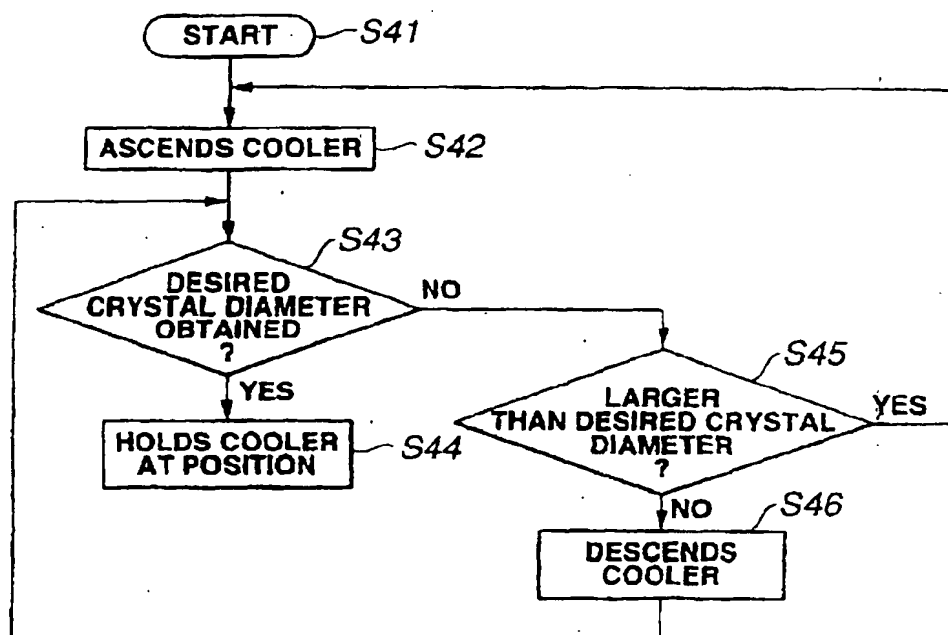 START
S41
ASCENDS COOLER
S42
S43
DESIRED
CRYSTAL DIAMETER
OBTAINED
?
NO
YES
HOLDS COOLER
AT POSITION
S44
S45
LARGER
THAN DESIRED CRYSTAL
DIAMETER
?
YES
NO
S46
DESCENDS
COOLER